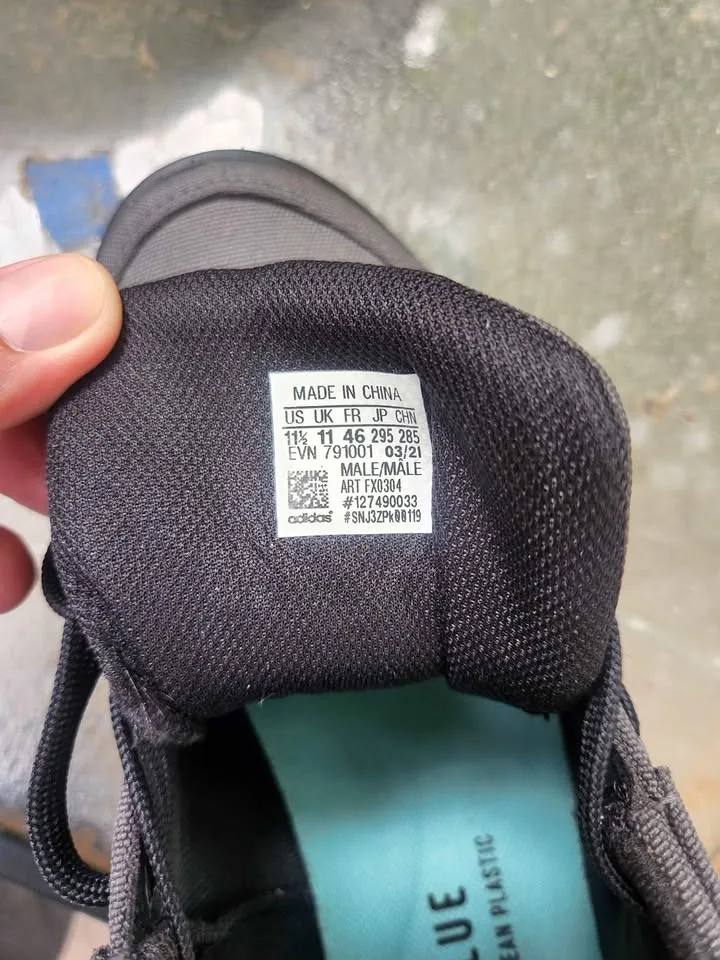 MADE IN CHINA
US UK FR JP CHN
11½ 11 46 295 285
EVN 791001 03/21
MALE/MÂLE
ART FX0304
#127490033
adidas #SNJ3ZPk00119
LUE
EAN PLASTIC